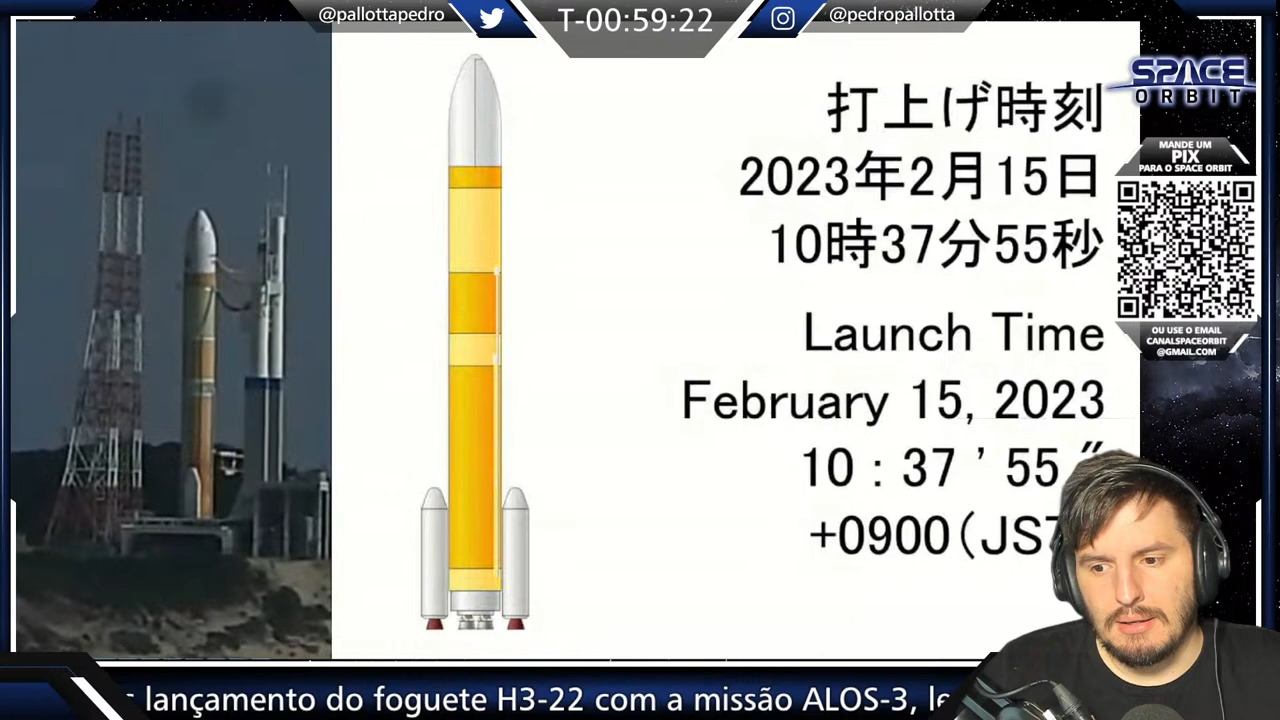 @pallottapedro
T-00:59:22
@pedropallotta
SPACE
ORBIT
MANDE UM
PIX
PARA O SPACE ORBIT
打上げ時刻
2023年2月15日
10時37分55秒
Launch Time
February 15, 2023
10 : 37 ' 55 "
+0900(JS
OU USE O EMAIL
CANALSPACEORBIT
@GMAIL.COM
lançamento do foguete H3-22 com a missão ALOS-3, le